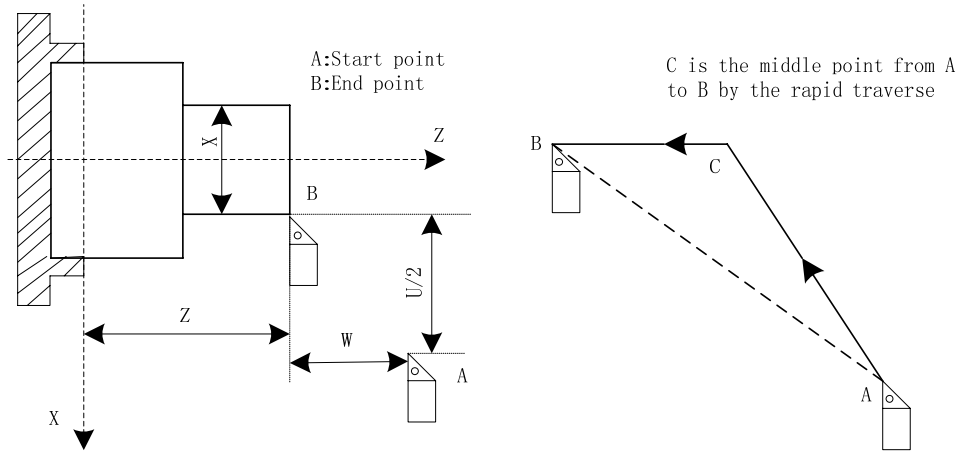 A:Start point
B:End point
C is the middle point from A
to B by the rapid traverse
X
Z
B
U/2
Z
W
A
X
B
C
A